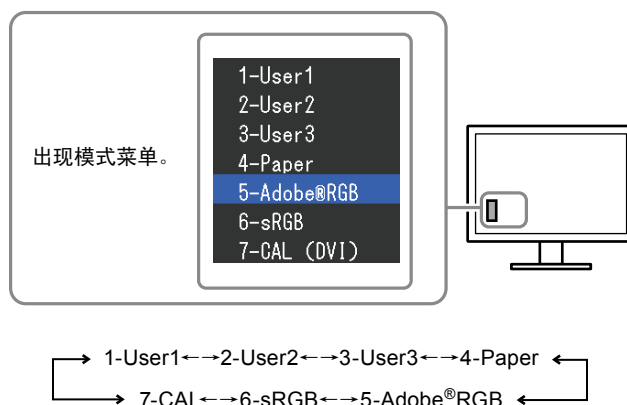 出现模式菜单。
1-User1
2-User2
3-User3
4-Paper
5-Adobe®RGB
6-sRGB
7-CAL (DVI)
1-User1←→2-User2←→3-User3←→4-Paper
7-CAL←→6-sRGB←→5-Adobe®RGB